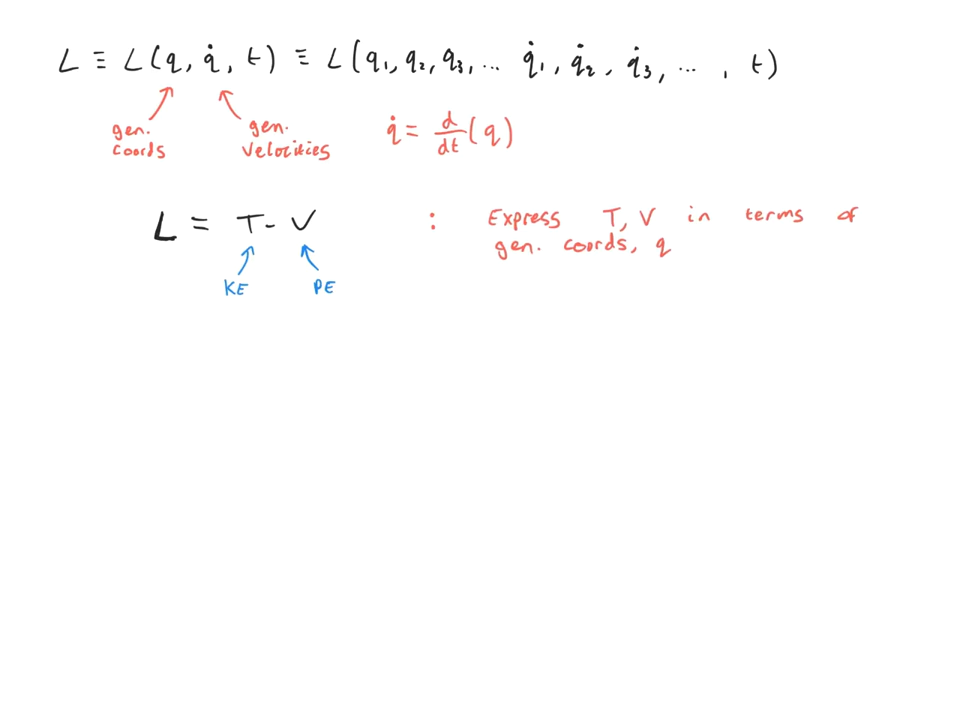 L ≡ L(q, q̇, t) ≡ L(q₁, q₂, q₃, ... q̇₁, q̇₂, q̇₃, ..., t)
gen. coords
gen. velocities
q̇ = d/dt (q)
L = T - V : Express T, V in terms of
gen. coords, q
KE PE